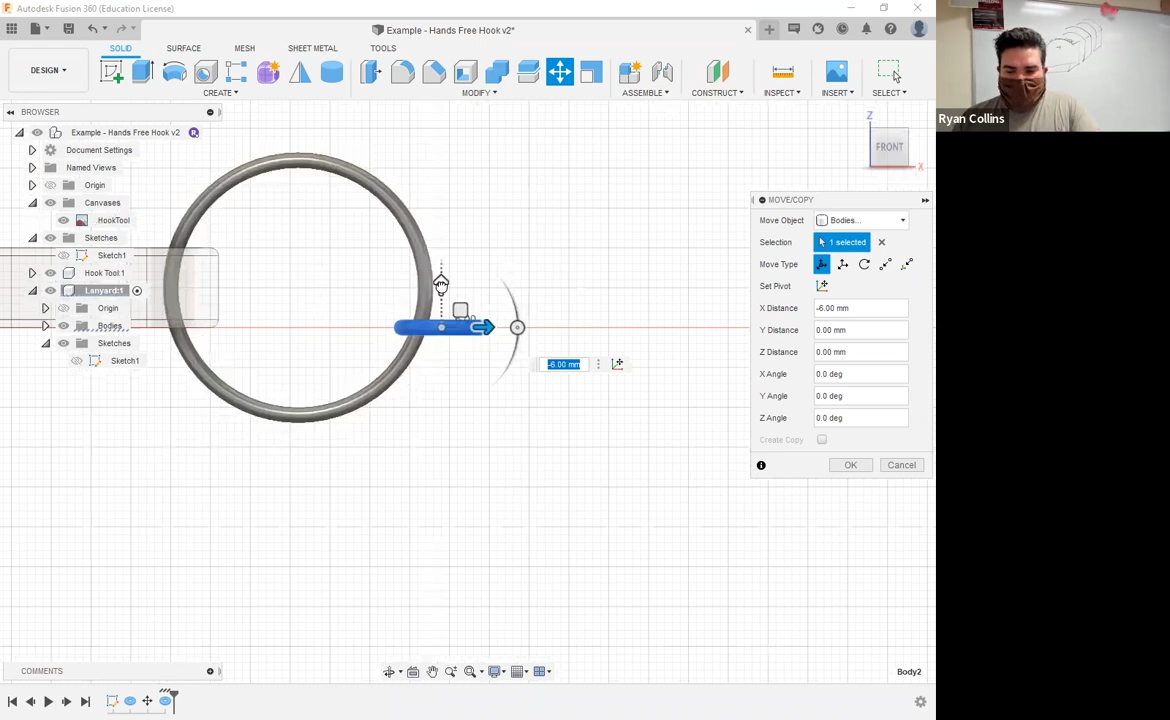 Autodesk Fusion 360 (Education License)
Example - Hands Free Hook v2*
SOLID SURFACE MESH SHEET METAL TOOLS
DESIGN
CREATE MODIFY ASSEMBLE CONSTRUCT INSPECT INSERT SELECT
BROWSER
Example - Hands Free Hook v2
Document Settings
Named Views
Origin
Canvases
HookTool
Sketches
Sketch1
Hook Tool:1
Lanyard:1
Origin
Bodies
Sketches
Sketch1
-6.00 mm
Z
FRONT
X
MOVE/COPY
Move Object Bodies...
Selection 1 selected
Move Type
Set Pivot
X Distance -6.00 mm
Y Distance 0.00 mm
Z Distance 0.00 mm
X Angle 0.0 deg
Y Angle 0.0 deg
Z Angle 0.0 deg
Create Copy
OK Cancel
COMMENTS
Body2
Ryan Collins